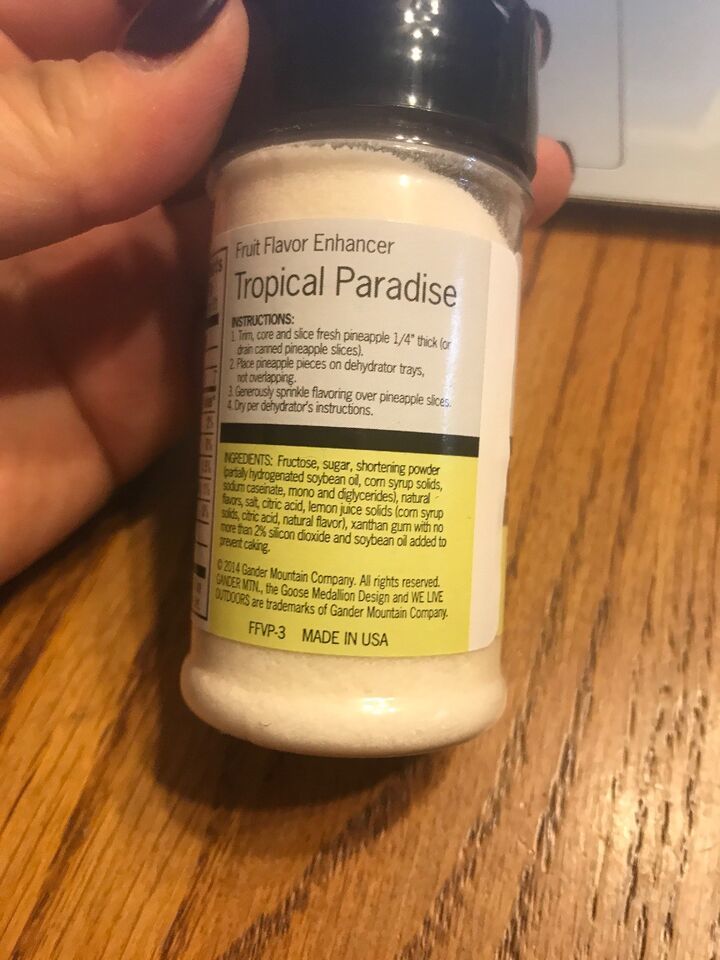 Fruit Flavor Enhancer
Tropical Paradise
INSTRUCTIONS:
1. Trim, core and slice fresh pineapple 1/4" thick (or
drain canned pineapple slices).
2. Place pineapple pieces on dehydrator trays,
not overlapping.
3. Generously sprinkle flavoring over pineapple slices.
4. Dry per dehydrator's instructions.
INGREDIENTS: Fructose, sugar, shortening powder
(partially hydrogenated soybean oil, corn syrup solids,
sodium caseinate, mono and diglycerides), natural
flavors, salt, citric acid, lemon juice solids (corn syrup
solids, citric acid, natural flavor), xanthan gum with no
more than 2% silicon dioxide and soybean oil added to
prevent caking.
© 2014 Gander Mountain Company. All rights reserved.
GANDER MTN., the Goose Medallion Design and WE LIVE
OUTDOORS are trademarks of Gander Mountain Company.
FFVP-3 MADE IN USA